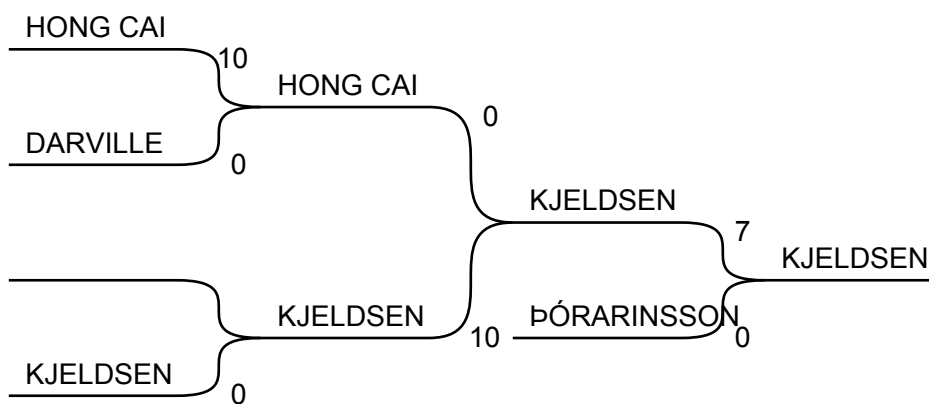 HONG CAI
10
HONG CAI
0
DARVILLE
0
KJELDSEN
7
KJELDSEN
KJELDSEN
10
ÞÓRARINSSON
0
KJELDSEN
0